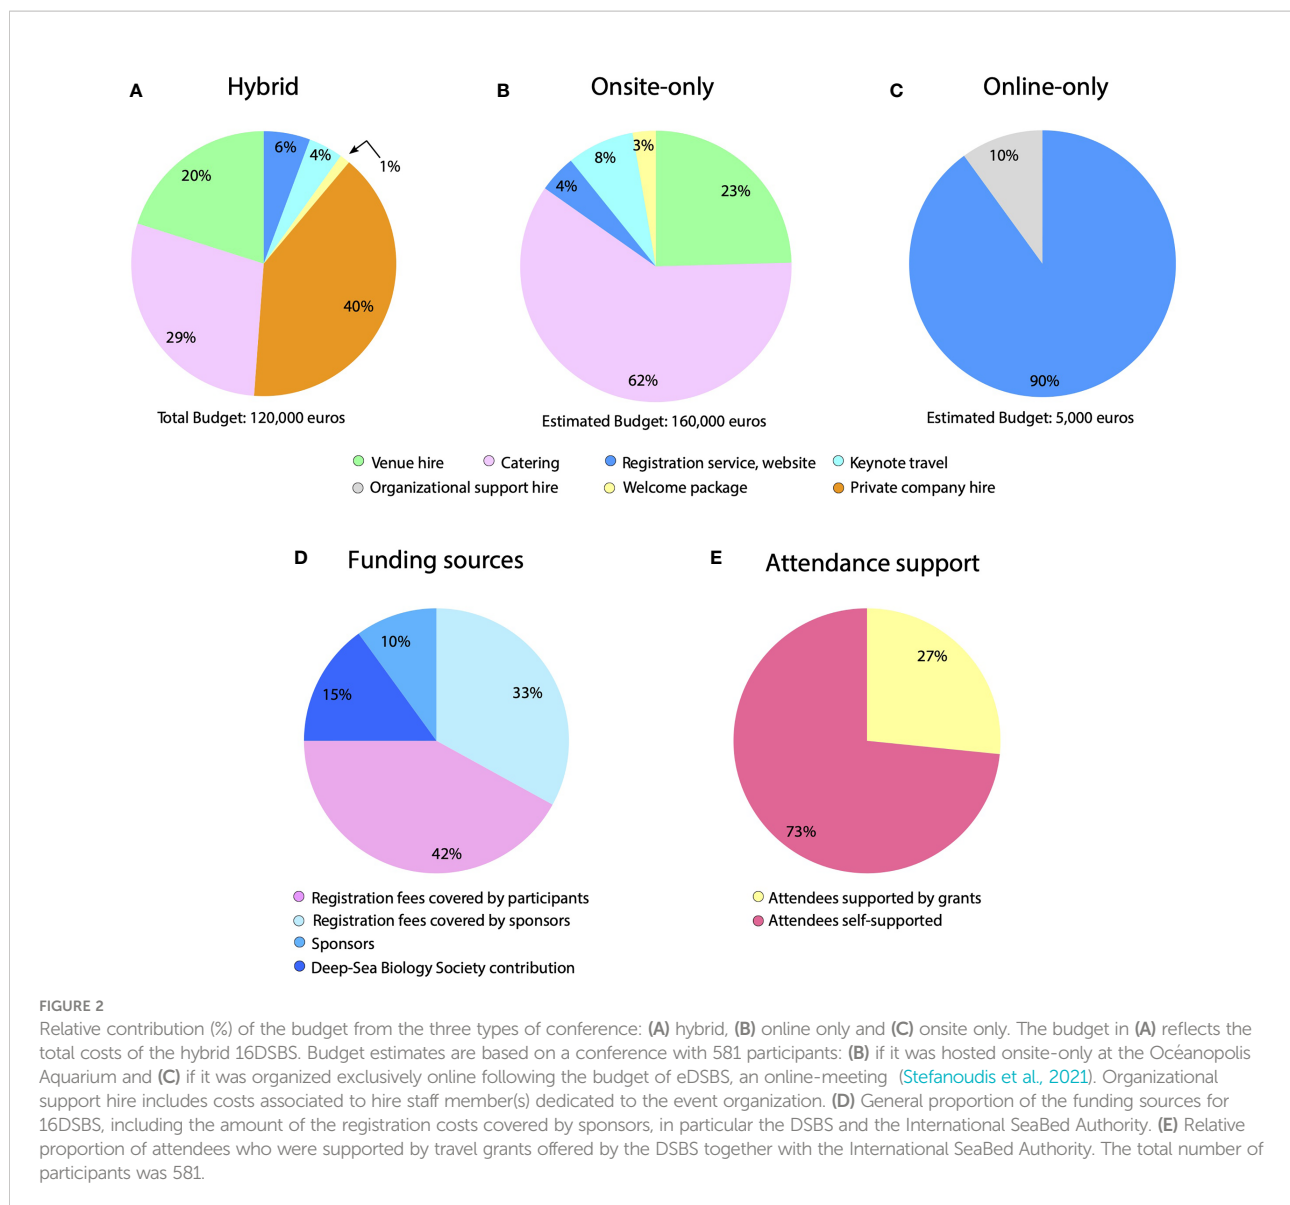 A Hybrid
6%
4%
1%
20%
40%
29%
Total Budget: 120,000 euros
B Onsite-only
3%
8%
4%
23%
62%
Estimated Budget: 160,000 euros
C Online-only
10%
90%
Estimated Budget: 5,000 euros
Venue hire
Catering
Registration service, website
Keynote travel
Organizational support hire
Welcome package
Private company hire
D Funding sources
10%
15%
33%
42%
Registration fees covered by participants
Registration fees covered by sponsors
Sponsors
Deep-Sea Biology Society contribution
E Attendance support
27%
73%
Attendees supported by grants
Attendees self-supported
FIGURE 2
Relative contribution (%) of the budget from the three types of conference: (A) hybrid, (B) online only and (C) onsite only. The budget in (A) reflects the
total costs of the hybrid 16DSBS. Budget estimates are based on a conference with 581 participants: (B) if it was hosted onsite-only at the Océanopolis
Aquarium and (C) if it was organized exclusively online following the budget of eDSBS, an online-meeting (Stefanoudis et al., 2021). Organizational
support hire includes costs associated to hire staff member(s) dedicated to the event organization. (D) General proportion of the funding sources for
16DSBS, including the amount of the registration costs covered by sponsors, in particular the DSBS and the International SeaBed Authority. (E) Relative
proportion of attendees who were supported by travel grants offered by the DSBS together with the International SeaBed Authority. The total number of
participants was 581.